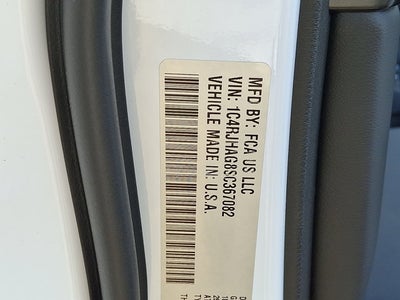 MFD BY: FCA US LLC
VIN: 1C4RJHAG8SC367082
VEHICLE MADE IN: U.S.A.